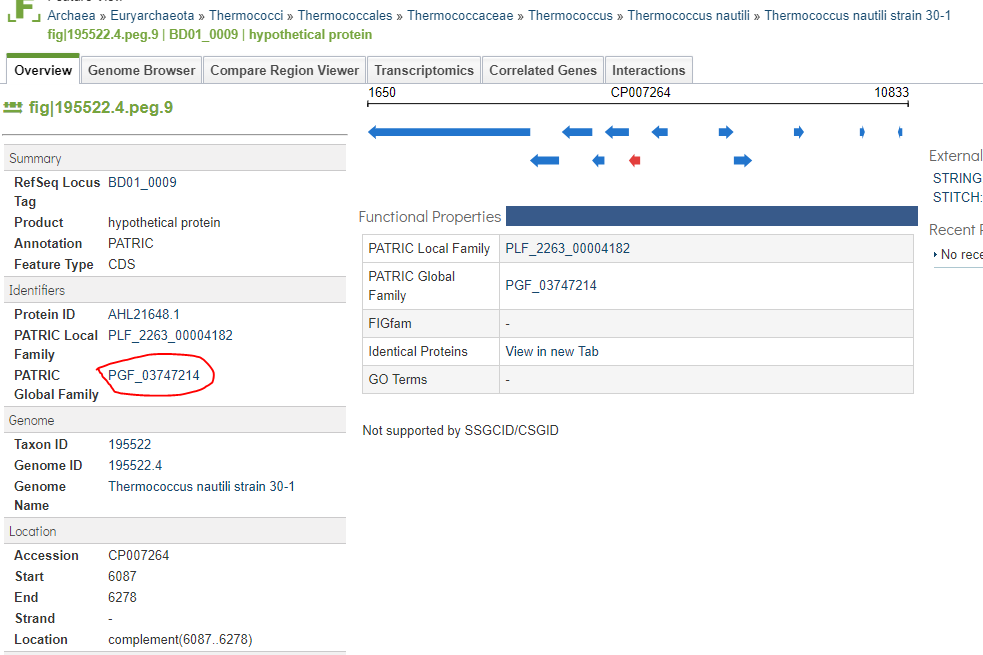 Archaea » Euryarchaeota » Thermococci » Thermococcales » Thermococcaceae » Thermococcus » Thermococcus nautili » Thermococcus nautili strain 30-1
fig|195522.4.peg.9 | BD01_0009 | hypothetical protein
Overview Genome Browser Compare Region Viewer Transcriptomics Correlated Genes Interactions
fig|195522.4.peg.9
Summary
RefSeq Locus Tag BD01_0009
Product hypothetical protein
Annotation PATRIC
Feature Type CDS
Identifiers
Protein ID AHL21648.1
PATRIC Local Family PLF_2263_00004182
PATRIC Global Family PGF_03747214
Genome
Taxon ID 195522
Genome ID 195522.4
Genome Name Thermococcus nautili strain 30-1
Location
Accession CP007264
Start 6087
End 6278
Strand -
Location complement(6087..6278)
1650 CP007264 10833
Functional Properties
PATRIC Local Family PLF_2263_00004182
PATRIC Global Family PGF_03747214
FIGfam -
Identical Proteins View in new Tab
GO Terms -
Not supported by SSGCID/CSGID
External
STRING
STITCH:
Recent
No rece